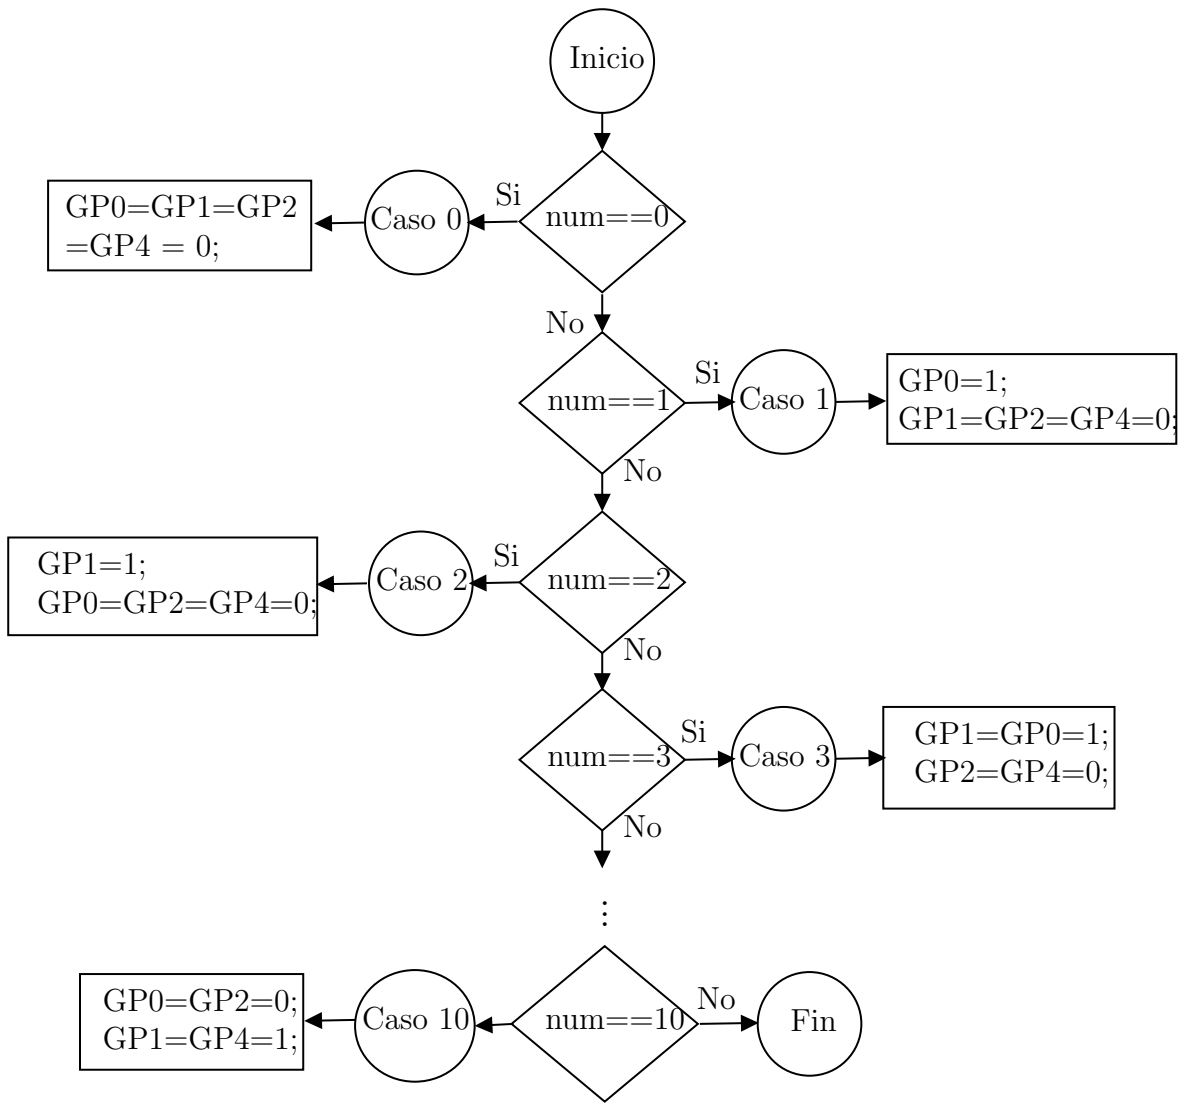 Inicio
Si
GP0=GP1=GP2
=GP4 = 0;
Caso 0
num==0
No
Si
num==1
Caso 1
GP0=1;
GP1=GP2=GP4=0;
No
Si
GP1=1;
GP0=GP2=GP4=0;
Caso 2
num==2
No
Si
num==3
Caso 3
GP1=GP0=1;
GP2=GP4=0;
No
⋮
GP0=GP2=0;
GP1=GP4=1;
Caso 10
num==10
No
Fin